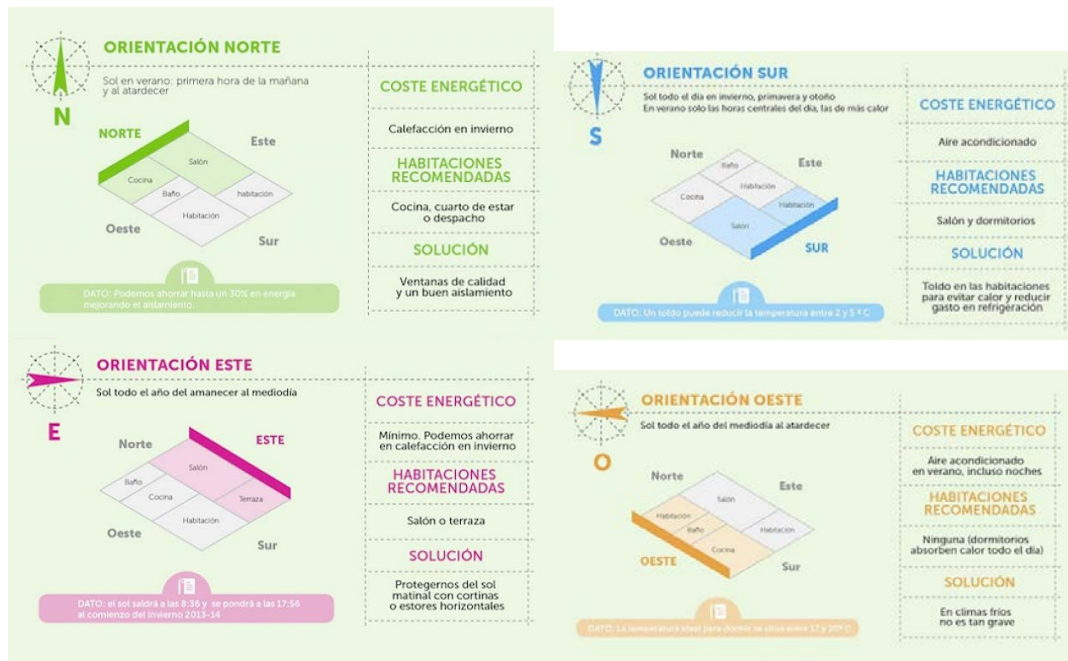 ORIENTACIÓN NORTE
Sol en verano: primera hora de la mañana
y al atardecer
N
NORTE
Este
Salón
Cocina
Baño
habitación
Habitación
Oeste
Sur
DATO: Podemos ahorrar hasta un 30% en energía
mejorando el aislamiento.
COSTE ENERGÉTICO
Calefacción en invierno
HABITACIONES
RECOMENDADAS
Cocina, cuarto de estar
o despacho
SOLUCIÓN
Ventanas de calidad
y un buen aislamiento
ORIENTACIÓN SUR
Sol todo el día en invierno, primavera y otoño
En verano solo las horas centrales del día, las de más calor
S
Norte
Este
Baño
Habitación
Cocina
Habitación
Salón
Oeste
SUR
DATO: Un toldo puede reducir la temperatura entre 2 y 5 º C
COSTE ENERGÉTICO
Aire acondicionado
HABITACIONES
RECOMENDADAS
Salón y dormitorios
SOLUCIÓN
Toldo en las habitaciones
para evitar calor y reducir
gasto en refrigeración
ORIENTACIÓN ESTE
Sol todo el año del amanecer al mediodía
E
Norte
ESTE
Salón
Baño
Cocina
Terraza
Habitación
Oeste
Sur
DATO: el sol saldrá a las 8:36 y se pondrá a las 17:56
al comienzo del invierno 2013-14
COSTE ENERGÉTICO
Mínimo. Podemos ahorrar
en calefacción en invierno
HABITACIONES
RECOMENDADAS
Salón o terraza
SOLUCIÓN
Protegernos del sol
matinal con cortinas
o estores horizontales
ORIENTACIÓN OESTE
Sol todo el año del mediodía al atardecer
O
Norte
Este
Salón
Habitación
Baño
Habitación
Cocina
OESTE
Sur
DATO: La temperatura ideal para dormir se sitúa entre 17 y 20º C
COSTE ENERGÉTICO
Aire acondicionado
en verano, incluso noches
HABITACIONES
RECOMENDADAS
Ninguna (dormitorios
absorben calor todo el día)
SOLUCIÓN
En climas fríos
no es tan grave